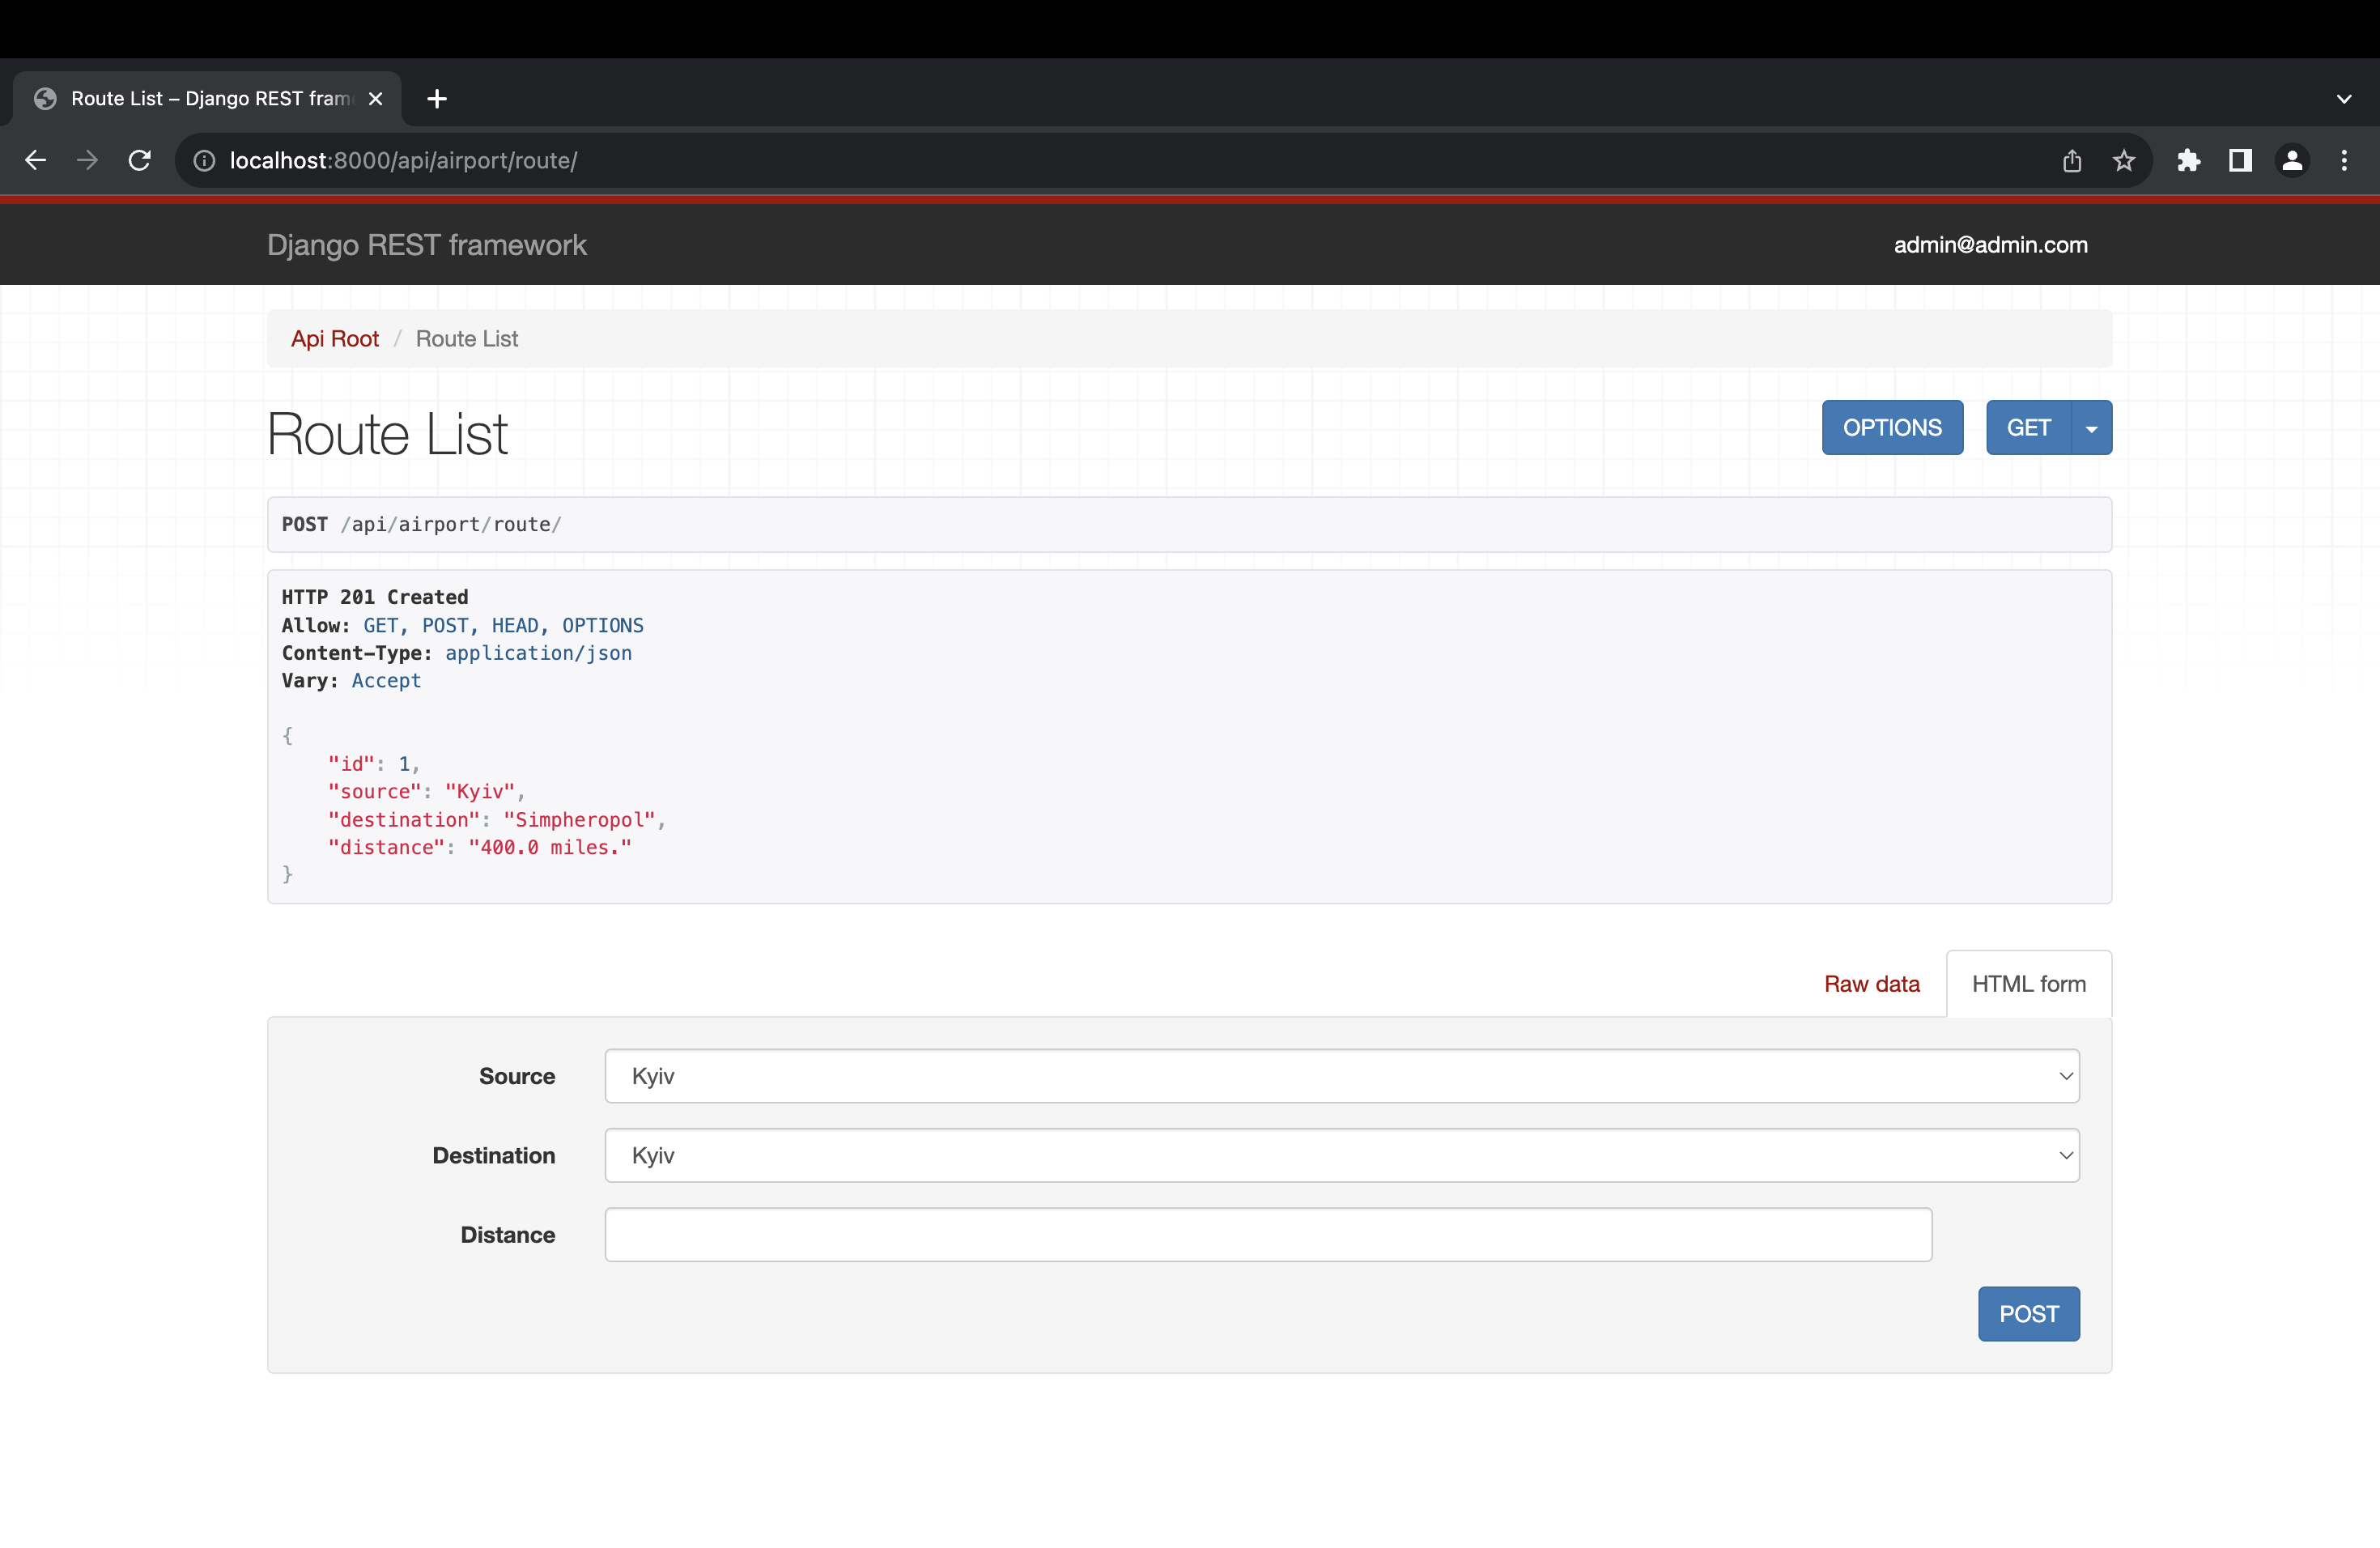 Route List – Django REST fram
localhost:8000/api/airport/route/
Django REST framework
admin@admin.com
Api Root / Route List
Route List
OPTIONS
GET
POST /api/airport/route/
HTTP 201 Created
Allow: GET, POST, HEAD, OPTIONS
Content-Type: application/json
Vary: Accept
{
"id": 1,
"source": "Kyiv",
"destination": "Simpheropol",
"distance": "400.0 miles."
}
Raw data
HTML form
Source
Kyiv
Destination
Kyiv
Distance
POST